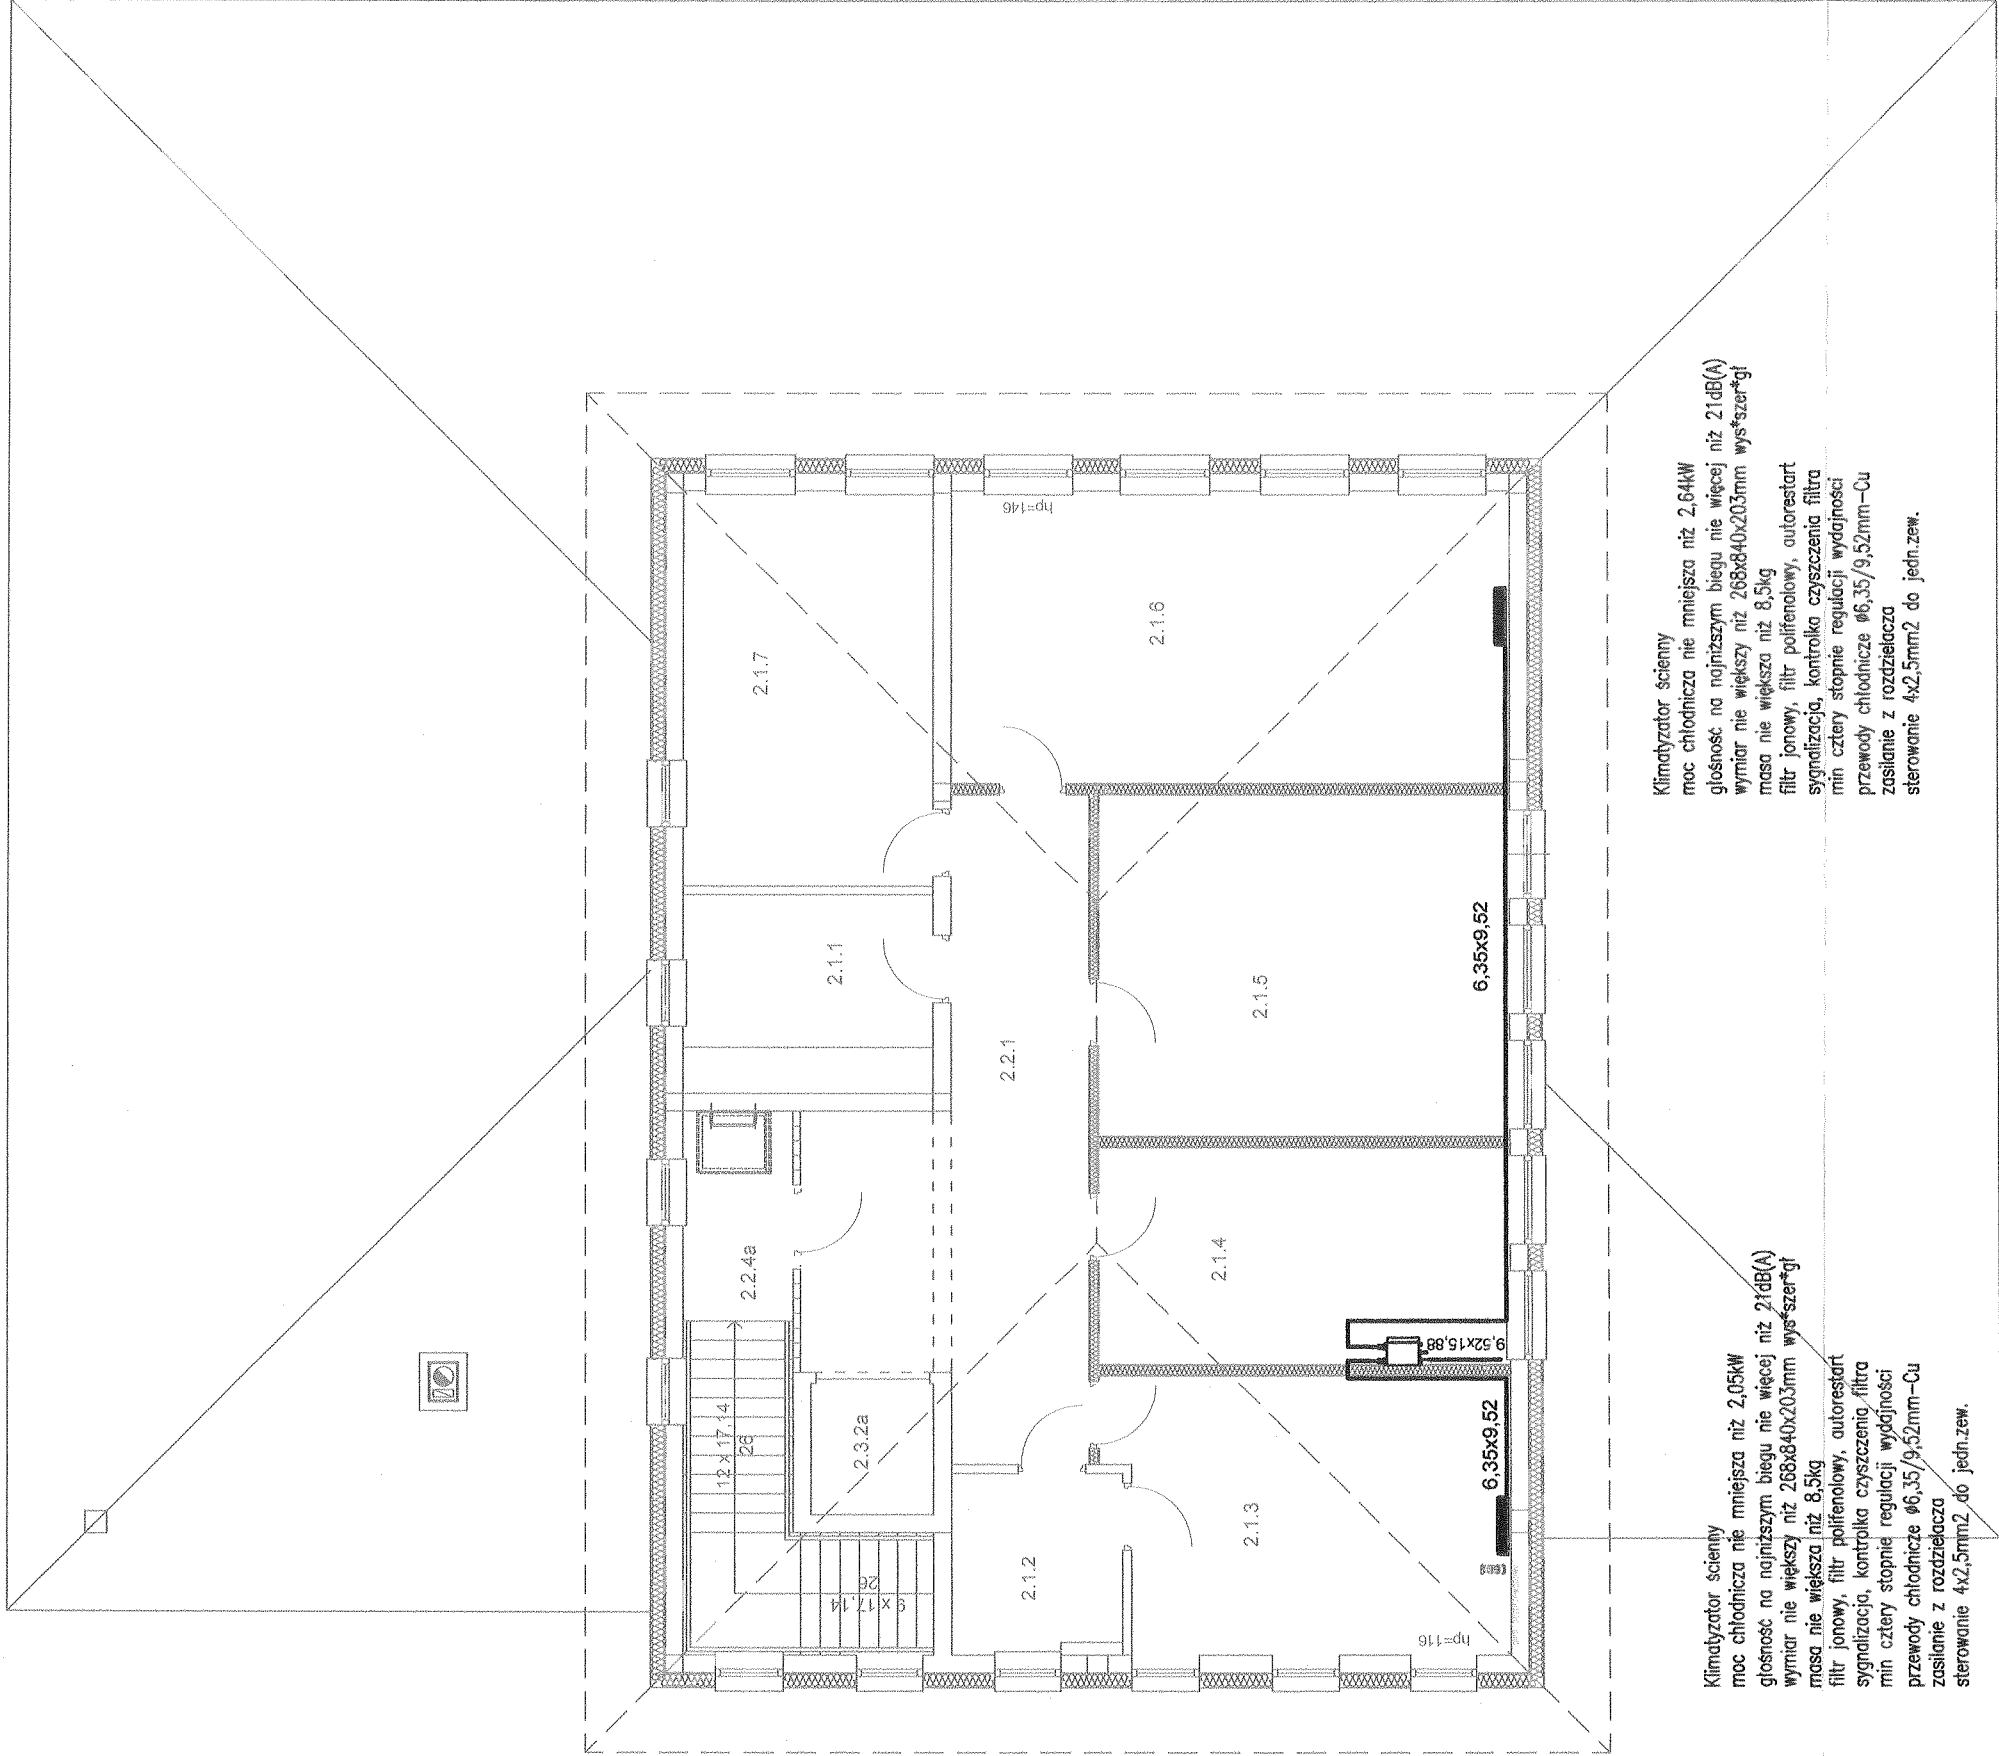 2.1.7
2.1.6
hp=146
2.1.1
2.2.1
2.1.5
6,35x9,52
2.2.4a
2.1.4
9,52x15,88
12 x 17,14
26
2.3.2a
9 x 17,14
26
2.1.2
2.1.3
6,35x9,52
hp=116
Klimatyzator ścienny
moc chłodnicza nie mniejsza niż 2,05kW
głośność na najniższym biegu nie więcej niż 21dB(A)
wymiar nie większy niż 268x840x203mm wys*szer*gł
masa nie większa niż 8,5kg
filtr jonowy, filtr polifenolowy, autorestart
sygnalizacja, kontrolka czyszczenia filtra
min cztery stopnie regulacji wydajności
przewody chłodnicze ø6,35/9,52mm-Cu
zasilanie z rozdzielacza
sterowanie 4x2,5mm2 do jedn.zew.
Klimatyzator ścienny
moc chłodnicza nie mniejsza niż 2,64kW
głośność na najniższym biegu nie więcej niż 21dB(A)
wymiar nie większy niż 268x840x203mm wys*szer*gł
masa nie większa niż 8,5kg
filtr jonowy, filtr polifenolowy, autorestart
sygnalizacja, kontrolka czyszczenia filtra
min cztery stopnie regulacji wydajności
przewody chłodnicze ø6,35/9,52mm-Cu
zasilanie z rozdzielacza
sterowanie 4x2,5mm2 do jedn.zew.